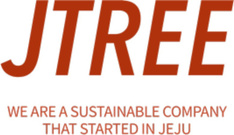 JTREE
WE ARE A SUSTAINABLE COMPANY
THAT STARTED IN JEJU